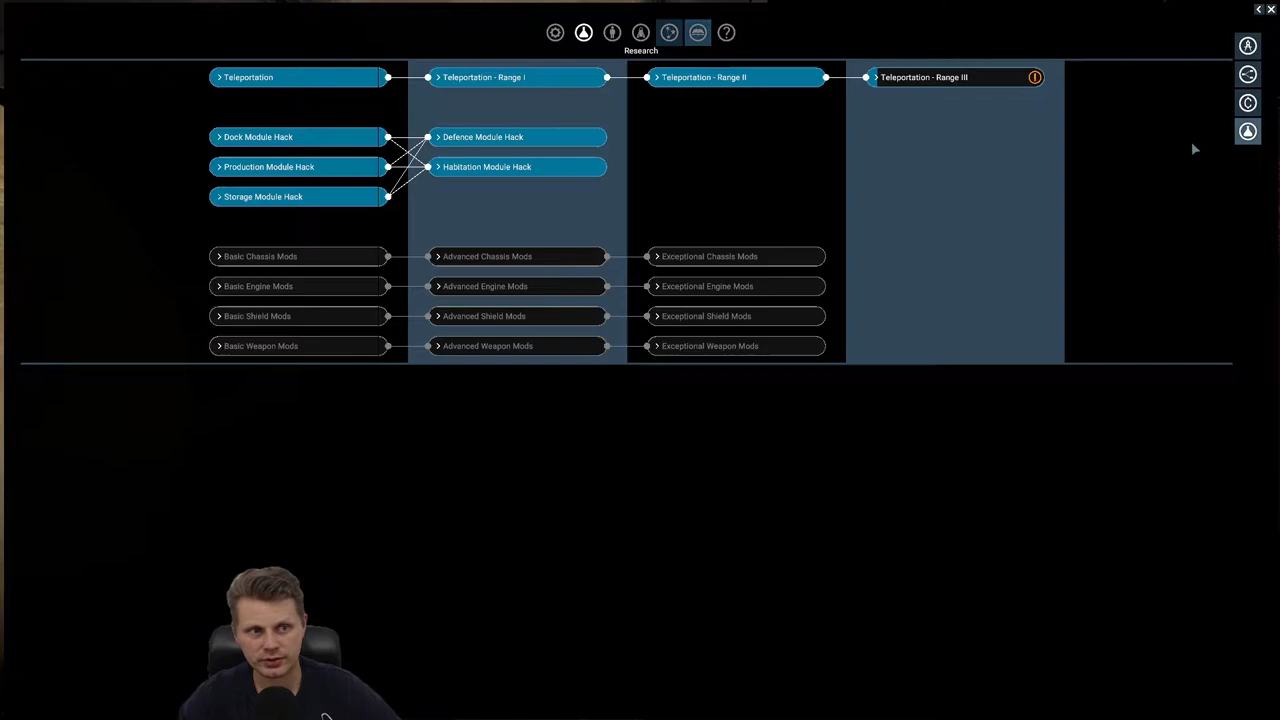 Research
Teleportation
Teleportation - Range I
Teleportation - Range II
Teleportation - Range III
Dock Module Hack
Defence Module Hack
Production Module Hack
Habitation Module Hack
Storage Module Hack
Basic Chassis Mods
Advanced Chassis Mods
Exceptional Chassis Mods
Basic Engine Mods
Advanced Engine Mods
Exceptional Engine Mods
Basic Shield Mods
Advanced Shield Mods
Exceptional Shield Mods
Basic Weapon Mods
Advanced Weapon Mods
Exceptional Weapon Mods